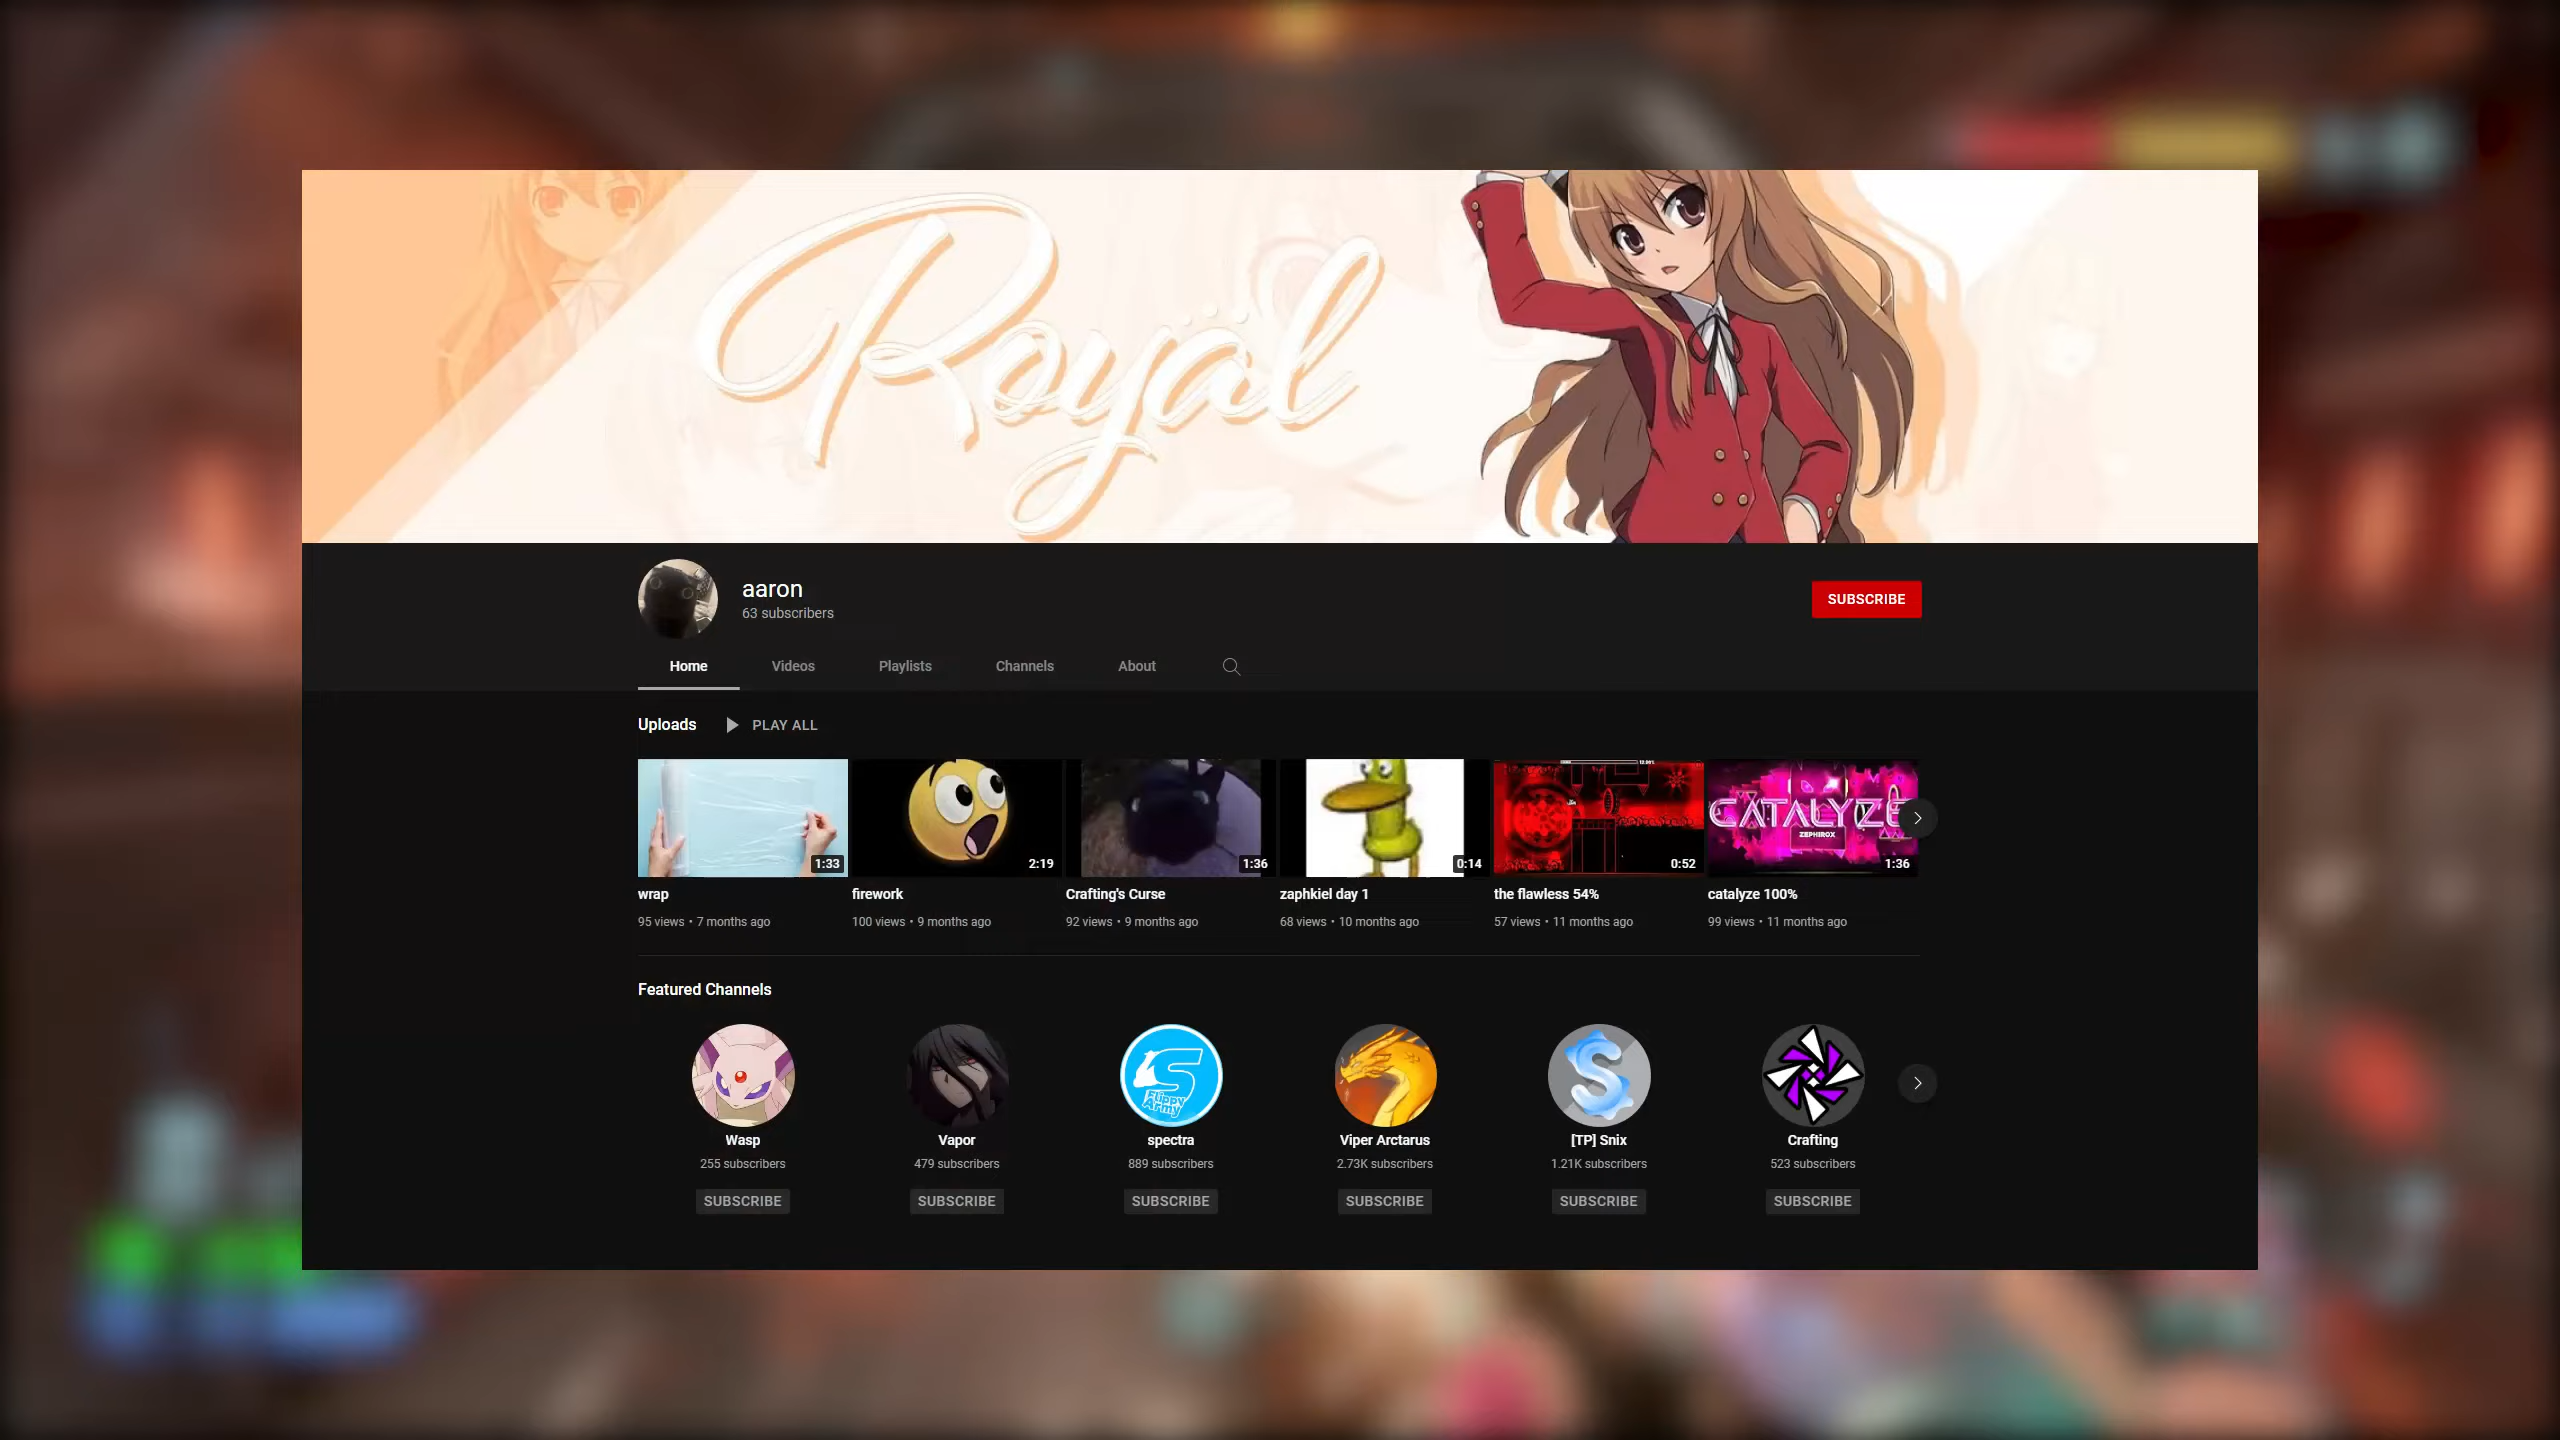 Royal
aaron
63 subscribers
SUBSCRIBE
Home Videos Playlists Channels About
Uploads PLAY ALL
1:33 2:19 1:36 0:14 0:52 1:36
CATALYZE
ZEPHIROX
wrap firework Crafting's Curse zaphkiel day 1 the flawless 54% catalyze 100%
95 views • 7 months ago 100 views • 9 months ago 92 views • 9 months ago 68 views • 10 months ago 57 views • 11 months ago 99 views • 11 months ago
Featured Channels
S
Flippy
Army
S
Wasp Vapor spectra Viper Arctarus [TP] Snix Crafting
255 subscribers 479 subscribers 889 subscribers 2.73K subscribers 1.21K subscribers 523 subscribers
SUBSCRIBE SUBSCRIBE SUBSCRIBE SUBSCRIBE SUBSCRIBE SUBSCRIBE